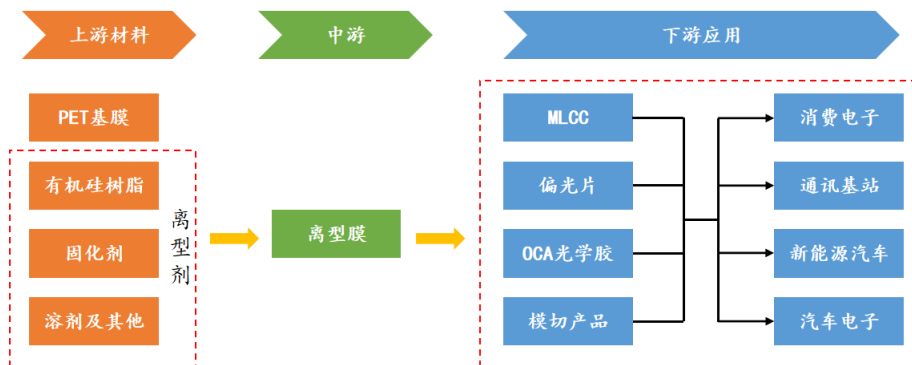 上游材料
中游
下游应用
PET基膜
有机硅树脂
固化剂
溶剂及其他
离型剂
离型膜
MLCC
偏光片
OCA光学胶
模切产品
消费电子
通讯基站
新能源汽车
汽车电子